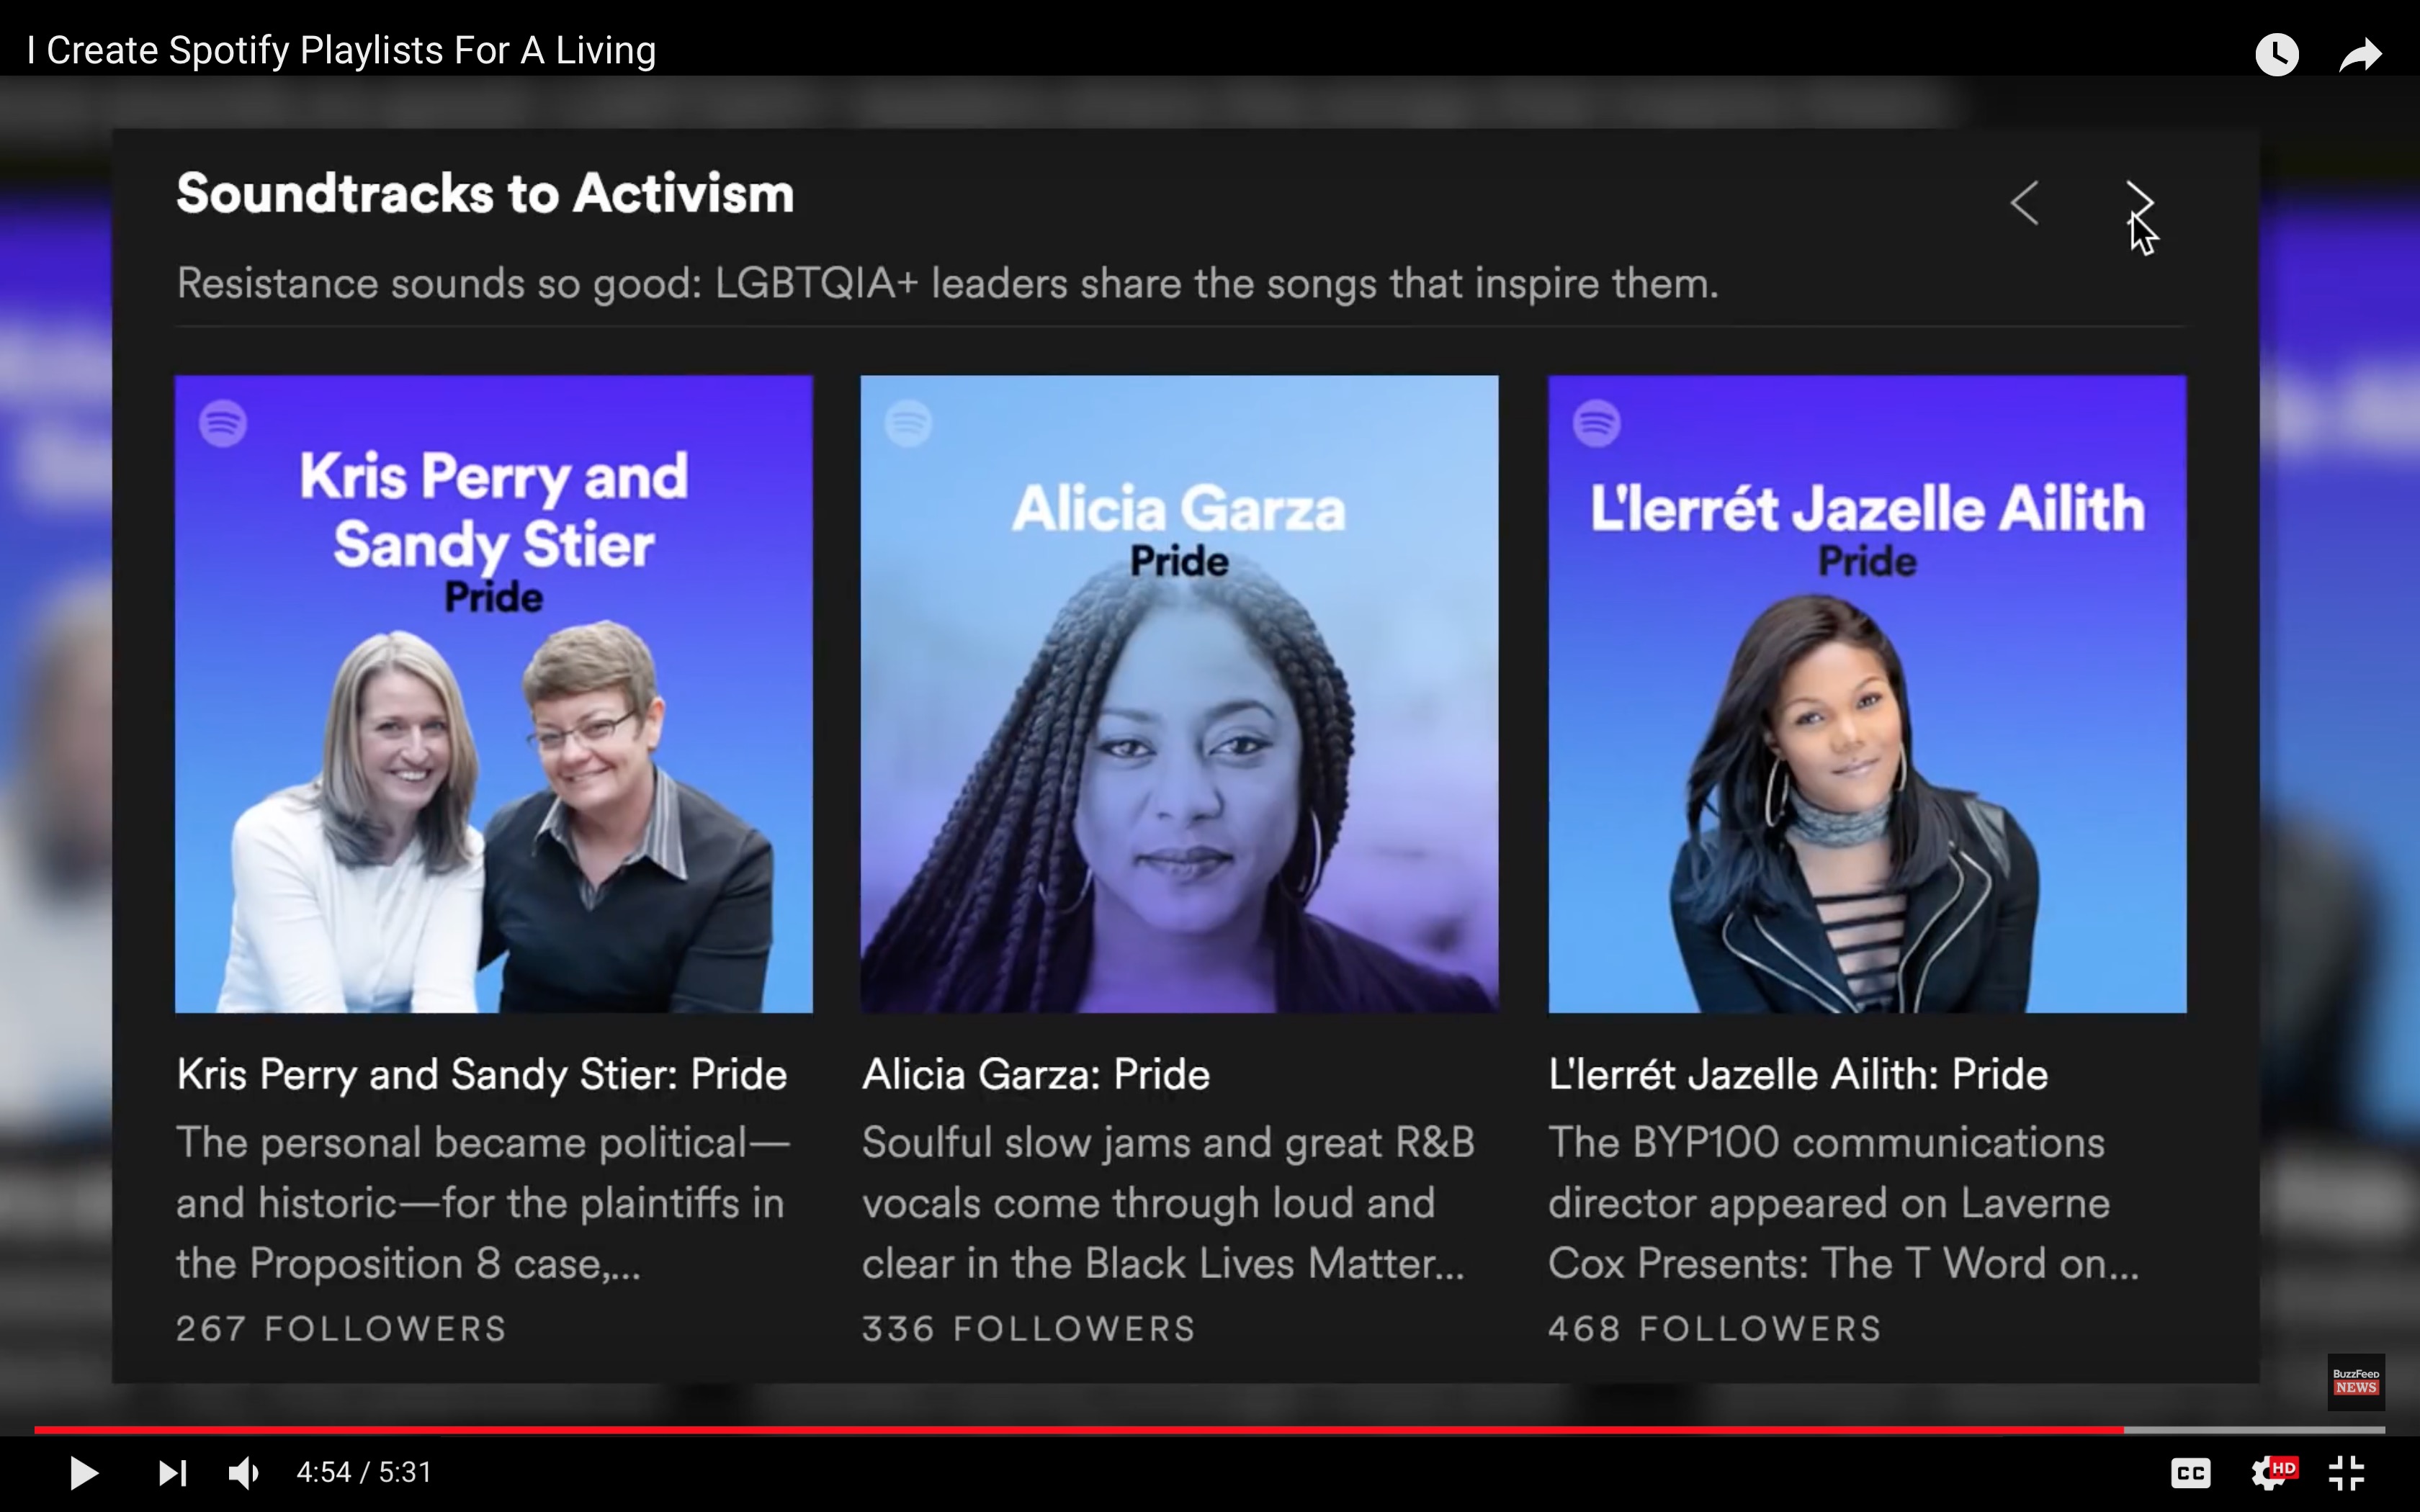 I Create Spotify Playlists For A Living
Soundtracks to Activism
Resistance sounds so good: LGBTQIA+ leaders share the songs that inspire them.
Kris Perry and
Sandy Stier
Pride
Alicia Garza
Pride
L'lerrét Jazelle Ailith
Pride
Kris Perry and Sandy Stier: Pride
The personal became political—
and historic—for the plaintiffs in
the Proposition 8 case,...
267 FOLLOWERS
Alicia Garza: Pride
Soulful slow jams and great R&B
vocals come through loud and
clear in the Black Lives Matter...
336 FOLLOWERS
L'lerrét Jazelle Ailith: Pride
The BYP100 communications
director appeared on Laverne
Cox Presents: The T Word on...
468 FOLLOWERS
BuzzFeed
NEWS
4:54 / 5:31
CC
HD